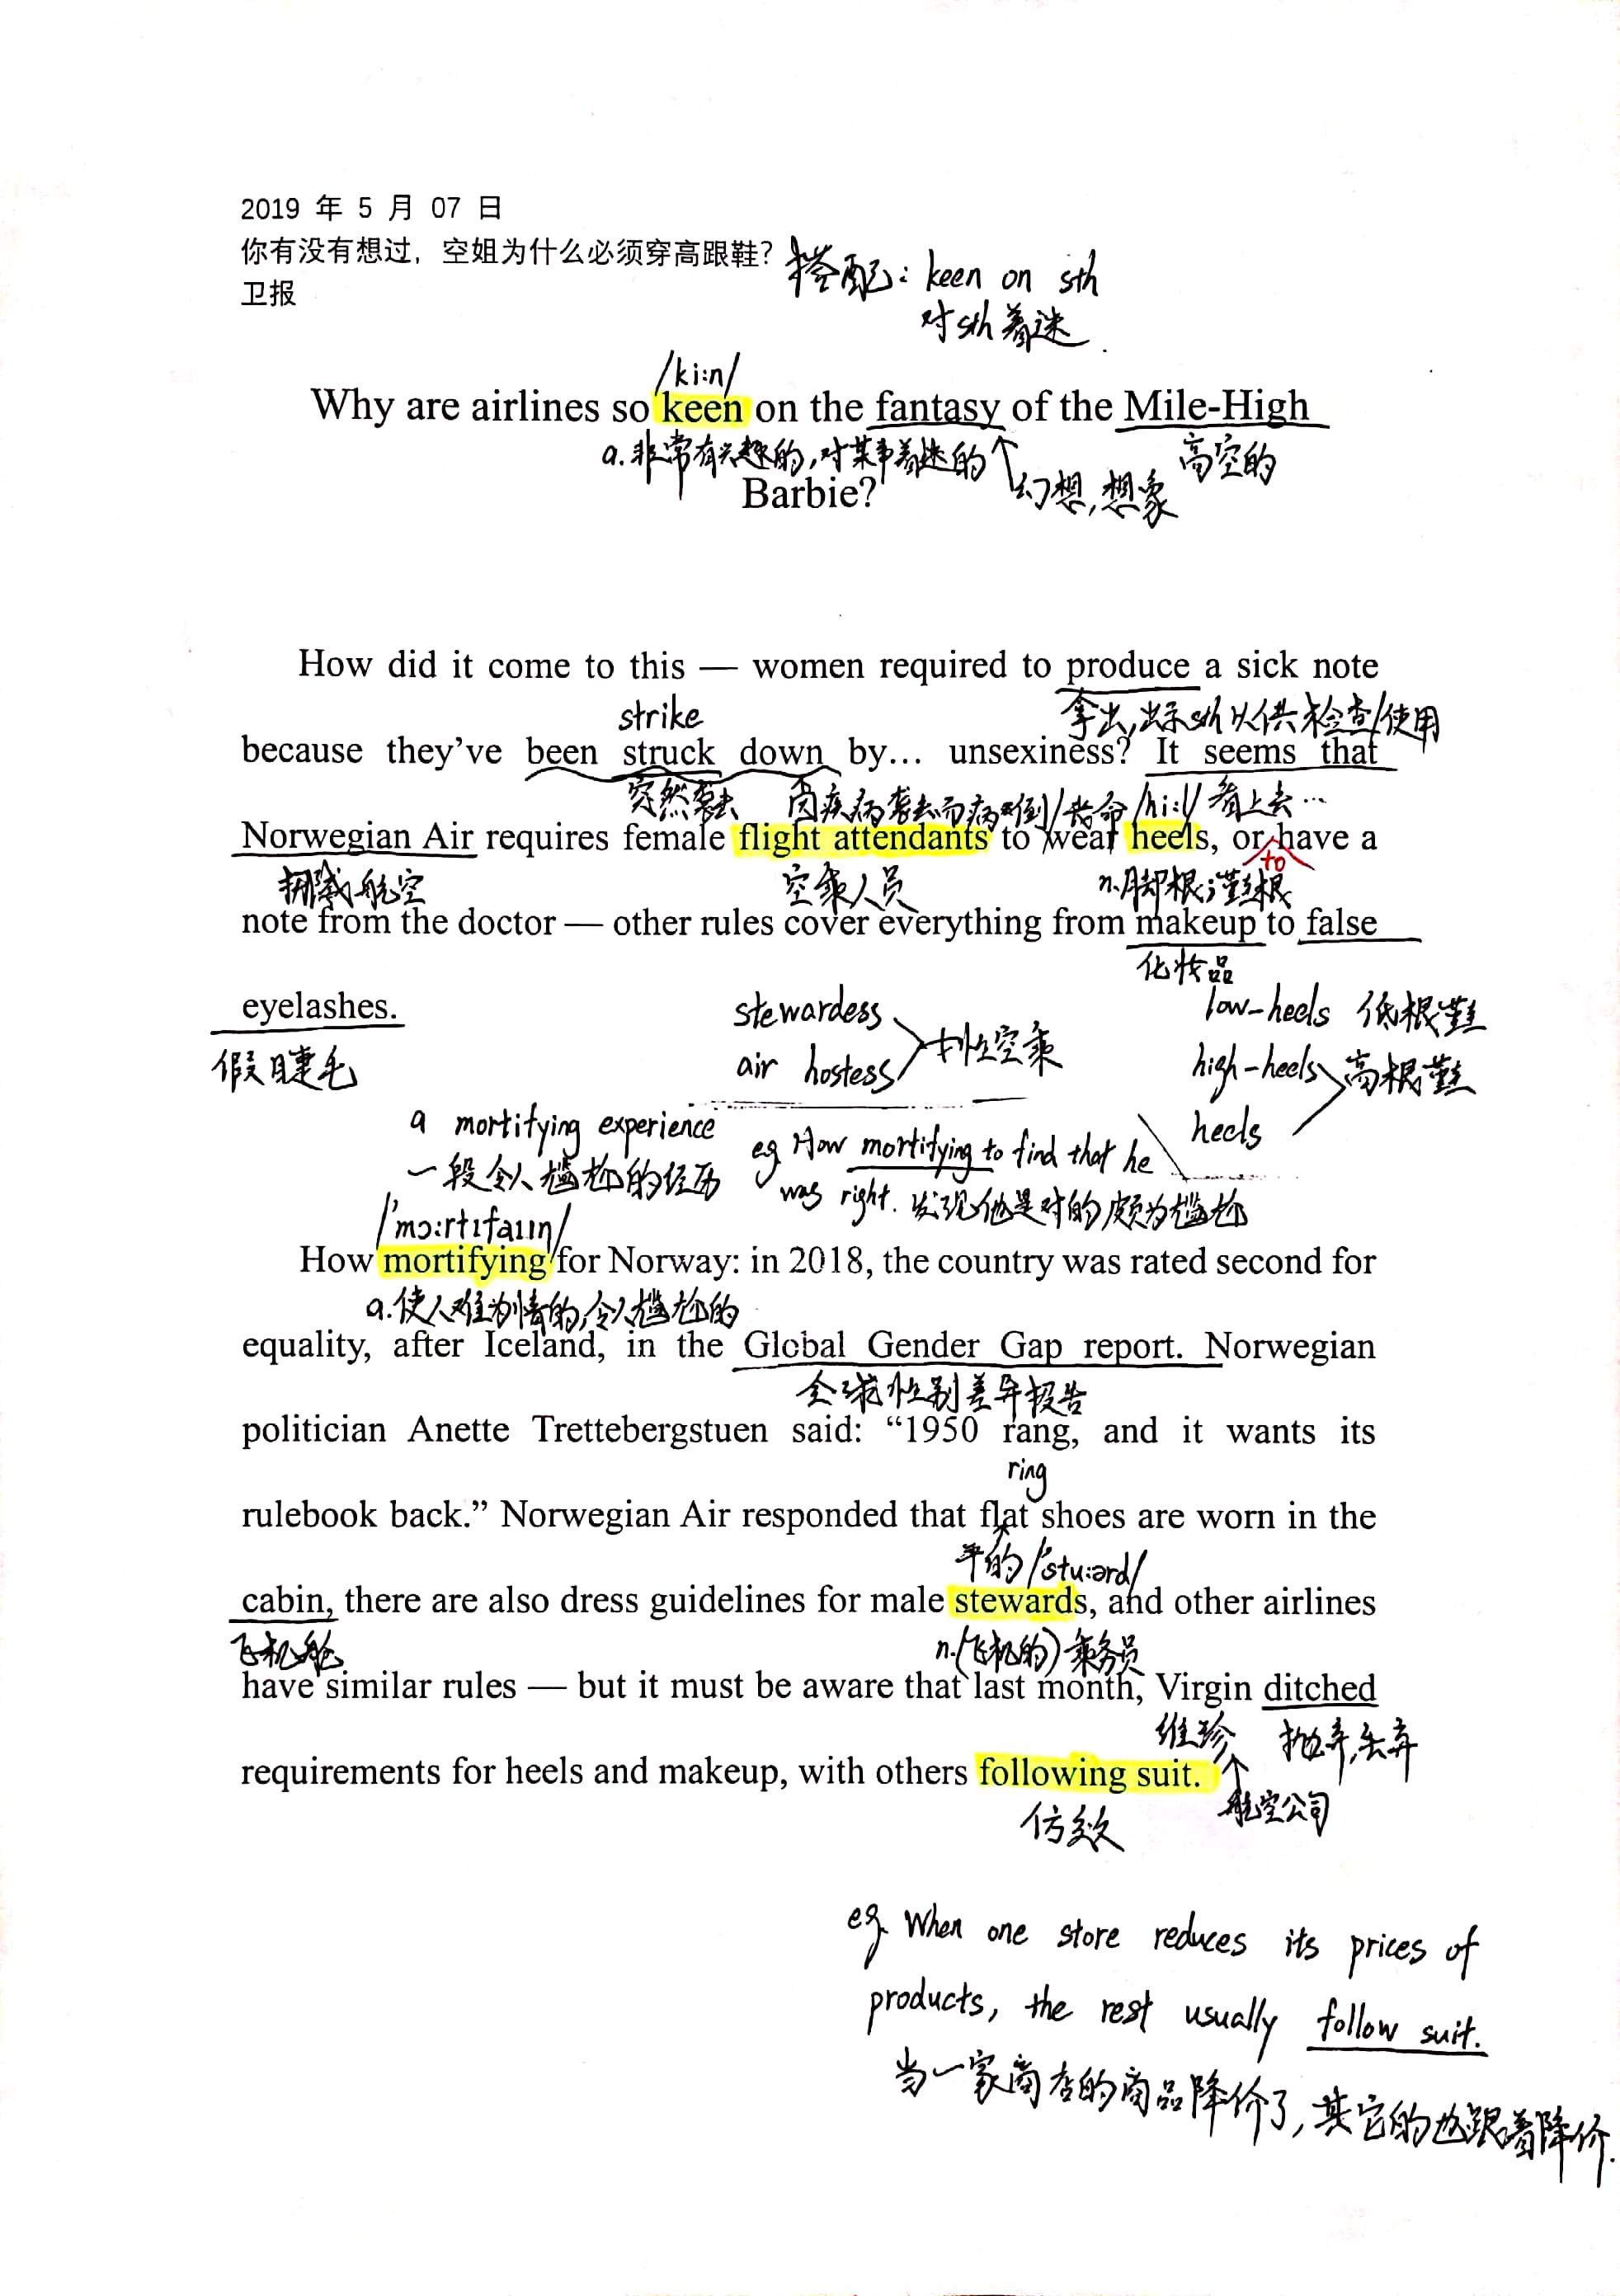 2019 年 5 月 07 日
你有没有想过，空姐为什么必须穿高跟鞋？
搭配：keen on sth
卫报
对sth着迷
/ki:n/
Why are airlines so keen on the fantasy of the Mile-High
a.非常有兴趣的,对某事着迷的
高空的
Barbie?
幻想,想象
How did it come to this — women required to produce a sick note
strike
拿出,出示sth以供检查/使用
because they've been struck down by… unsexiness? It seems that
突然袭击 因疾病袭击而病倒/丧命 /hi:l/ 看上去…
Norwegian Air requires female flight attendants to wear heels, or have a
to
挪威航空 空乘人员 n.脚根;鞋根
note from the doctor — other rules cover everything from makeup to false
化妆品
eyelashes.
假睫毛
stewardess
air hostess
女性空乘
low-heels 低根鞋
high-heels
高根鞋
heels
a mortifying experience
一段令人尴尬的经历
eg How mortifying to find that he
was right. 发现他是对的颇为尴尬
/ˈmɔ:rtɪfaɪɪn/
How mortifying for Norway: in 2018, the country was rated second for
a.使人难为情的,令人尴尬的
equality, after Iceland, in the Global Gender Gap report. Norwegian
全球性别差异报告
politician Anette Trettebergstuen said: “1950 rang, and it wants its
ring
rulebook back.” Norwegian Air responded that flat shoes are worn in the
平的 /ˈstu:ərd/
cabin, there are also dress guidelines for male stewards, and other airlines
飞机舱 n.(飞机的)乘务员
have similar rules — but it must be aware that last month, Virgin ditched
维珍 抛弃,丢弃
requirements for heels and makeup, with others following suit.
航空公司
仿效
eg. When one store reduces its prices of
products, the rest usually follow suit.
当一家商店的商品降价了,其它的也跟着降价.